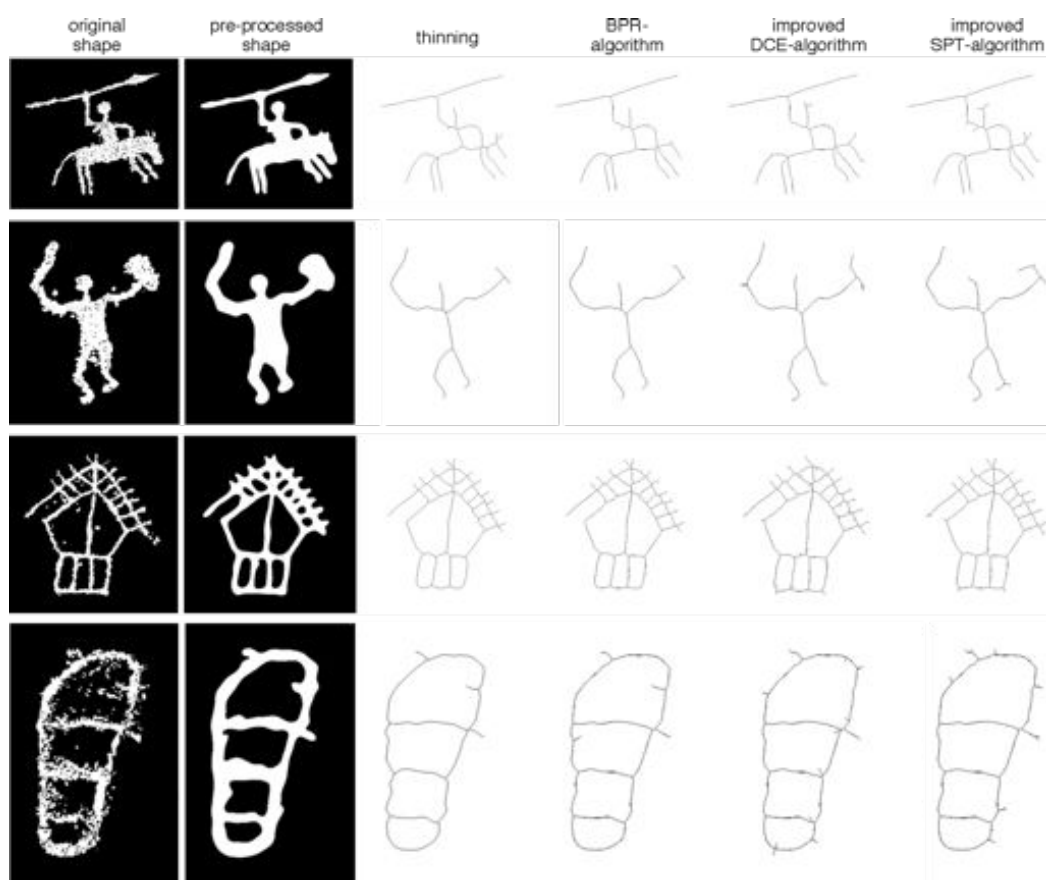 original
shape
pre-processed
shape
thinning
BPR-
algorithm
improved
DCE-algorithm
improved
SPT-algorithm